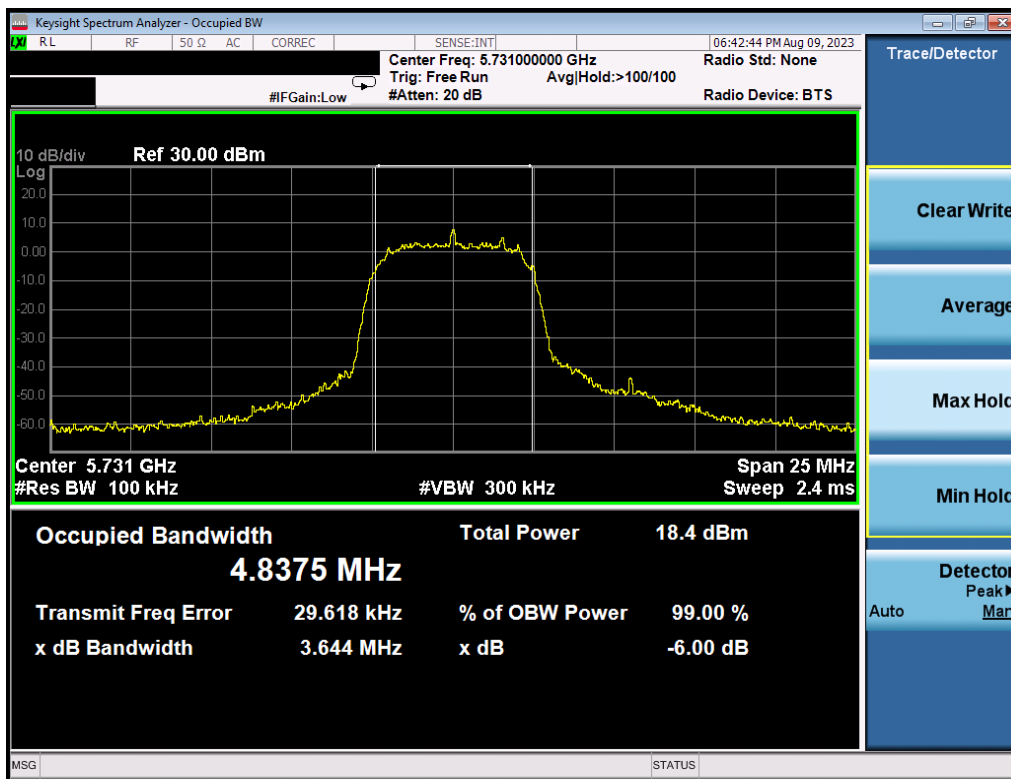 Keysight Spectrum Analyzer - Occupied BW
LXI RL RF 50 Ω AC CORREC SENSE:INT 06:42:44 PM Aug 09, 2023
Center Freq: 5.731000000 GHz Radio Std: None
Trig: Free Run Avg|Hold:>100/100
#IFGain:Low #Atten: 20 dB Radio Device: BTS
Trace/Detector
10 dB/div Ref 30.00 dBm
Log
20.0
10.0
0.00
-10.0
-20.0
-30.0
-40.0
-50.0
-60.0
Center 5.731 GHz Span 25 MHz
#Res BW 100 kHz #VBW 300 kHz Sweep 2.4 ms
Occupied Bandwidth Total Power 18.4 dBm
4.8375 MHz
Transmit Freq Error 29.618 kHz % of OBW Power 99.00 %
x dB Bandwidth 3.644 MHz x dB -6.00 dB
Clear Write
Average
Max Hold
Min Hold
Detector
Peak
Auto Man
MSG STATUS